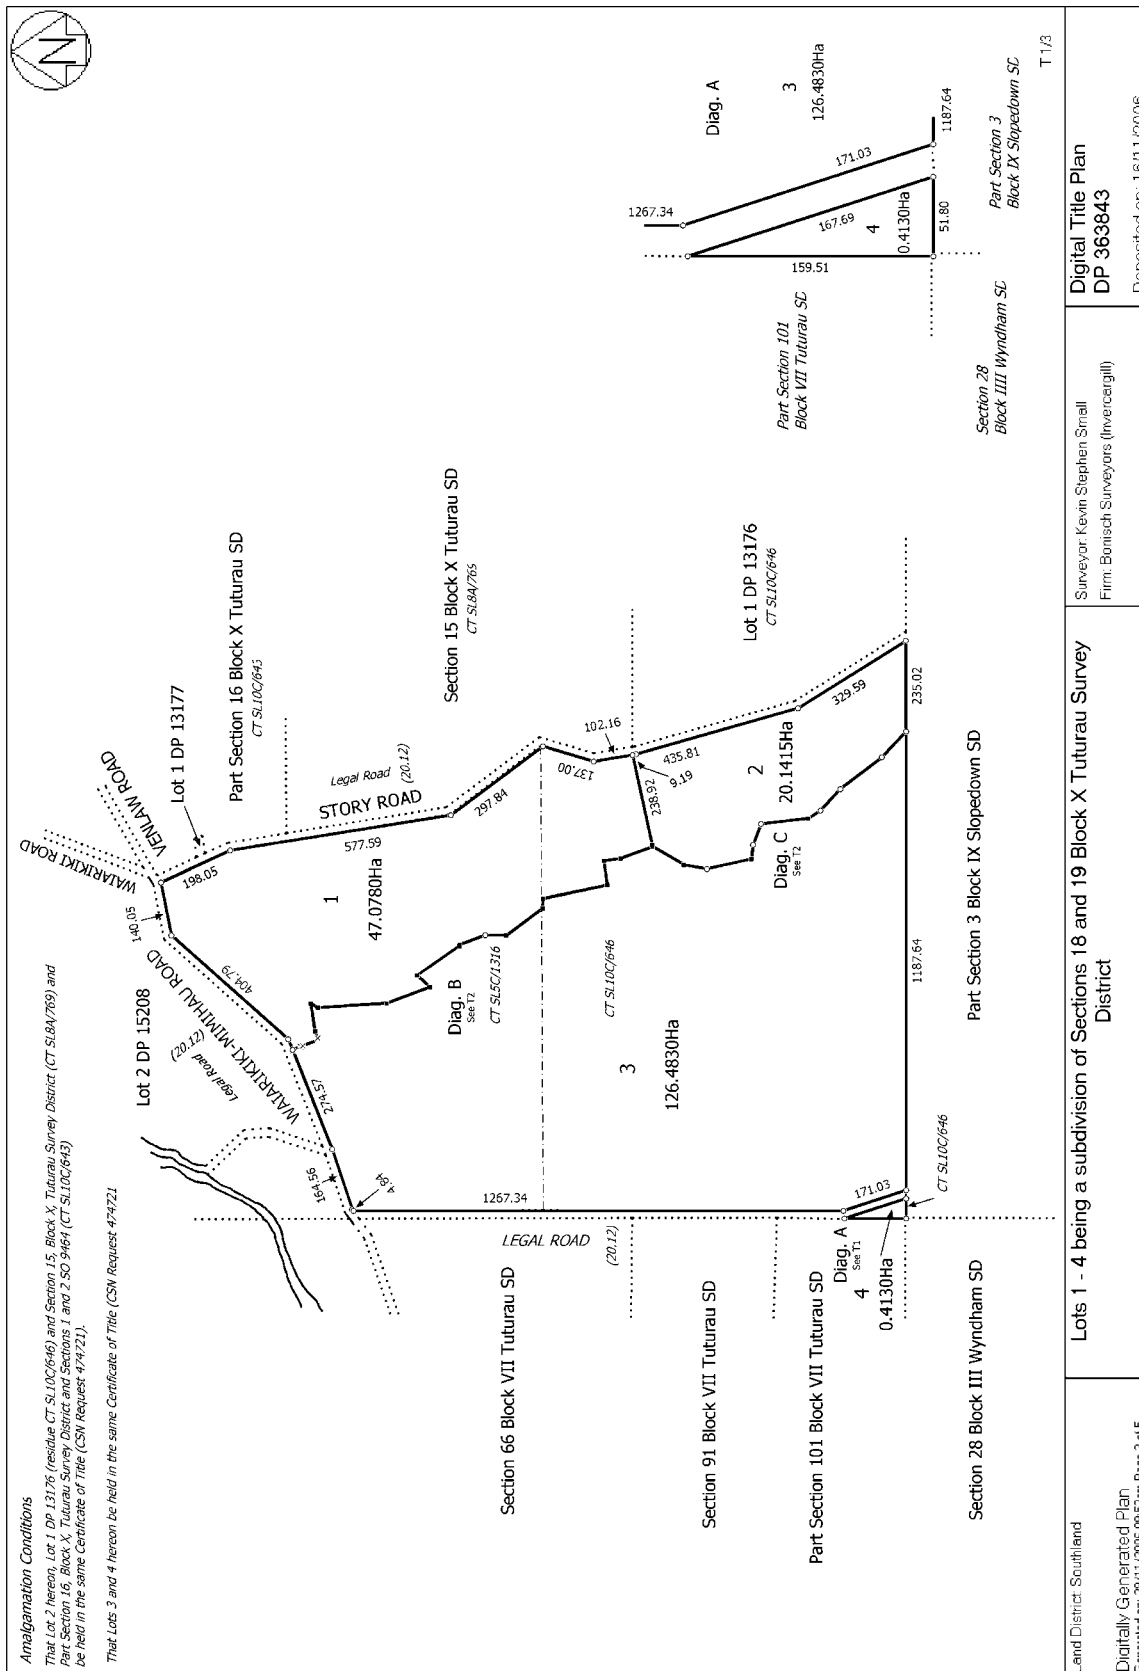 Amalgamation Conditions
That Lot 2 hereon, Lot 1 DP 13176 (residue CT SL10C/646) and Section 15, Block X, Tuturau Survey District (CT SL8A/769) and
Part Section 16, Block X, Tuturau Survey District and Sections 1 and 2 SO 9464 (CT SL10C/643)
be held in the same Certificate of Title (CSN Request 474721).
That Lots 3 and 4 hereon be held in the same Certificate of Title (CSN Request 474721
N
WAIARIKIKI ROAD
VENLAW ROAD
Lot 1 DP 13177
Part Section 16 Block X Tuturau SD
CT SL10C/643
Section 15 Block X Tuturau SD
CT SL8A/769
Lot 2 DP 15208
(20.12)
Legal Road
WAIARIKIKI-MIMIHAU ROAD
140.05
198.05
404.79
274.57
164.56
4.84
577.59
Legal Road
(20.12)
STORY ROAD
297.84
137.00
102.16
1
47.0780Ha
Diag. B
See T2
CT SL5C/1316
CT SL10C/646
238.92
9.19
435.81
329.59
2
20.1415Ha
Diag. C
See T2
Lot 1 DP 13176
CT SL10C/646
3
126.4830Ha
1267.34
LEGAL ROAD
(20.12)
Section 66 Block VII Tuturau SD
Section 91 Block VII Tuturau SD
Part Section 101 Block VII Tuturau SD
Diag. A
See T1
4
0.4130Ha
171.03
CT SL10C/646
1187.64
235.02
Section 28 Block III Wyndham SD
Part Section 3 Block IX Slopedown SD
Diag. A
3
126.4830Ha
1267.34
171.03
167.69
159.51
4
0.4130Ha
51.80
1187.64
Part Section 101
Block VII Tuturau SD
Section 28
Block IIII Wyndham SD
Part Section 3
Block IX Slopedown SD
T 1/3
Land District: Southland
Digitally Generated Plan
Lots 1 - 4 being a subdivision of Sections 18 and 19 Block X Tuturau Survey
District
Surveyor: Kevin Stephen Small
Firm: Bonisch Surveyors (Invercargill)
Digital Title Plan
DP 363843
Deposited on: 16/11/2006